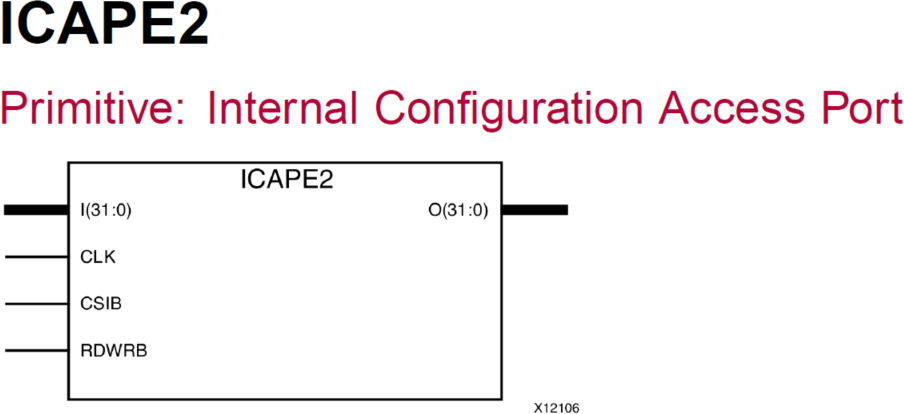 ICAPE2
Primitive: Internal Configuration Access Port
ICAPE2
I(31:0)
O(31:0)
CLK
CSIB
RDWRB
X12106